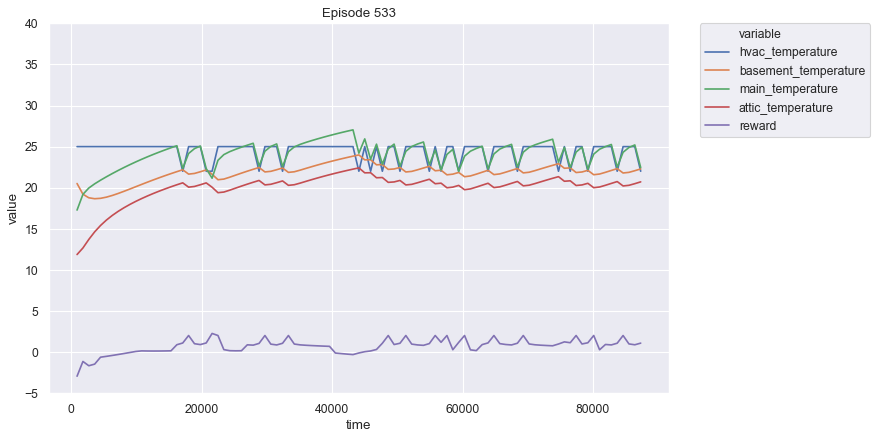 Episode 533
variable
hvac_temperature
basement_temperature
main_temperature
attic_temperature
reward
40
35
30
25
20
15
10
5
0
−5
value
0
20000
40000
60000
80000
time